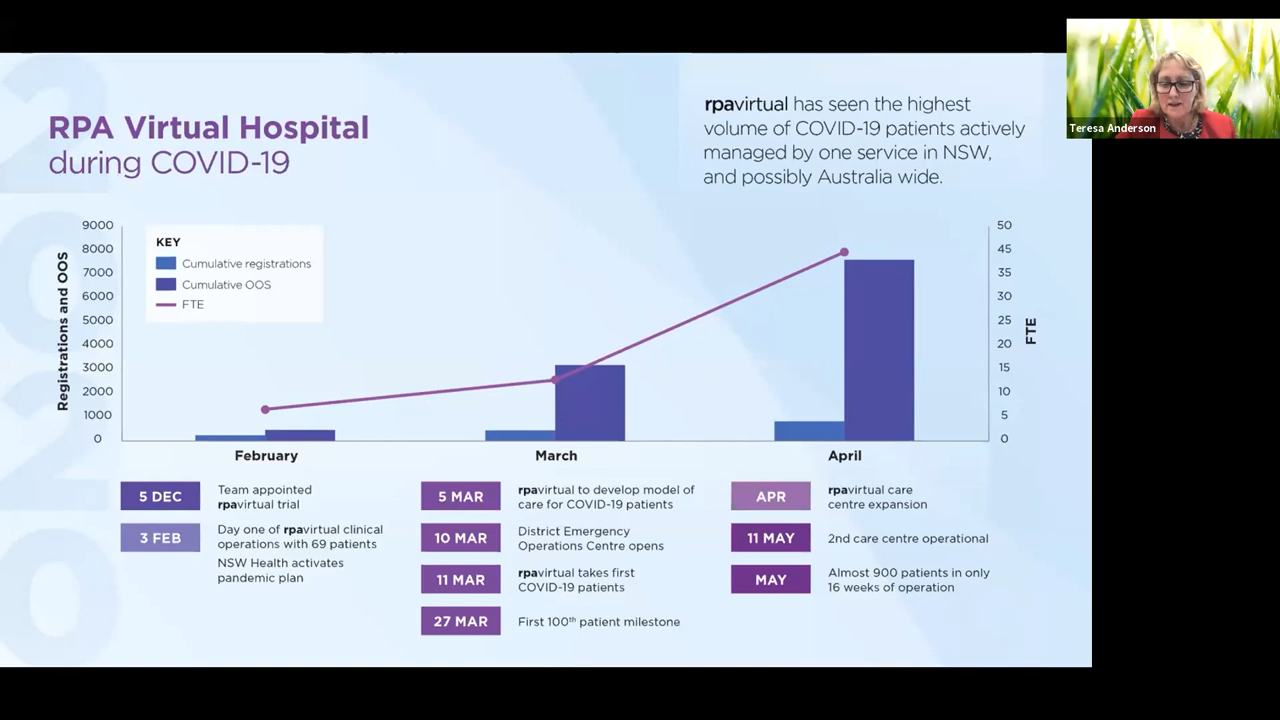 RPA Virtual Hospital
during COVID-19
rpavirtual has seen the highest
volume of COVID-19 patients actively
managed by one service in NSW,
and possibly Australia wide.
Teresa Anderson
Registrations and OOS
9000
8000
7000
6000
5000
4000
3000
2000
1000
0
KEY
Cumulative registrations
Cumulative OOS
FTE
50
45
35
30
25
20
15
10
5
0
FTE
February
March
April
5 DEC
Team appointed
rpavirtual trial
3 FEB
Day one of rpavirtual clinical
operations with 69 patients
NSW Health activates
pandemic plan
5 MAR
rpavirtual to develop model of
care for COVID-19 patients
10 MAR
District Emergency
Operations Centre opens
11 MAR
rpavirtual takes first
COVID-19 patients
27 MAR
First 100th patient milestone
APR
rpavirtual care
centre expansion
11 MAY
2nd care centre operational
MAY
Almost 900 patients in only
16 weeks of operation
2020